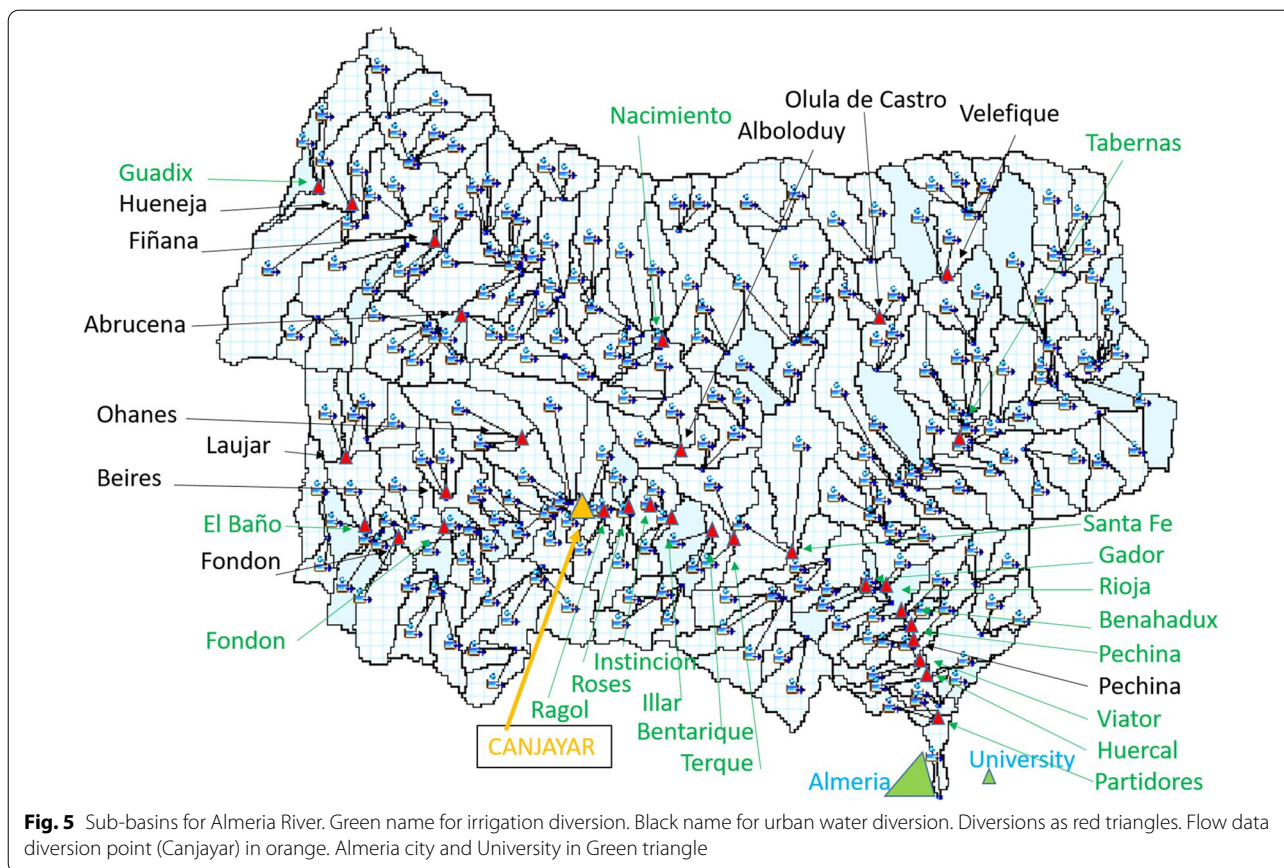 Olula de Castro
Nacimiento
Alboloduy
Velefique
Tabernas
Guadix
Hueneja
Fiñana
Abrucena
Ohanes
Laujar
Beires
El Baño
Fondon
Fondon
Santa Fe
Gador
Rioja
Benahadux
Pechina
Pechina
Viator
Huercal
Partidores
Instincion
Roses
Ragol
Illar
Bentarique
Terque
CANJAYAR
Almeria
University
Fig. 5 Sub-basins for Almeria River. Green name for irrigation diversion. Black name for urban water diversion. Diversions as red triangles. Flow data
diversion point (Canjayar) in orange. Almeria city and University in Green triangle